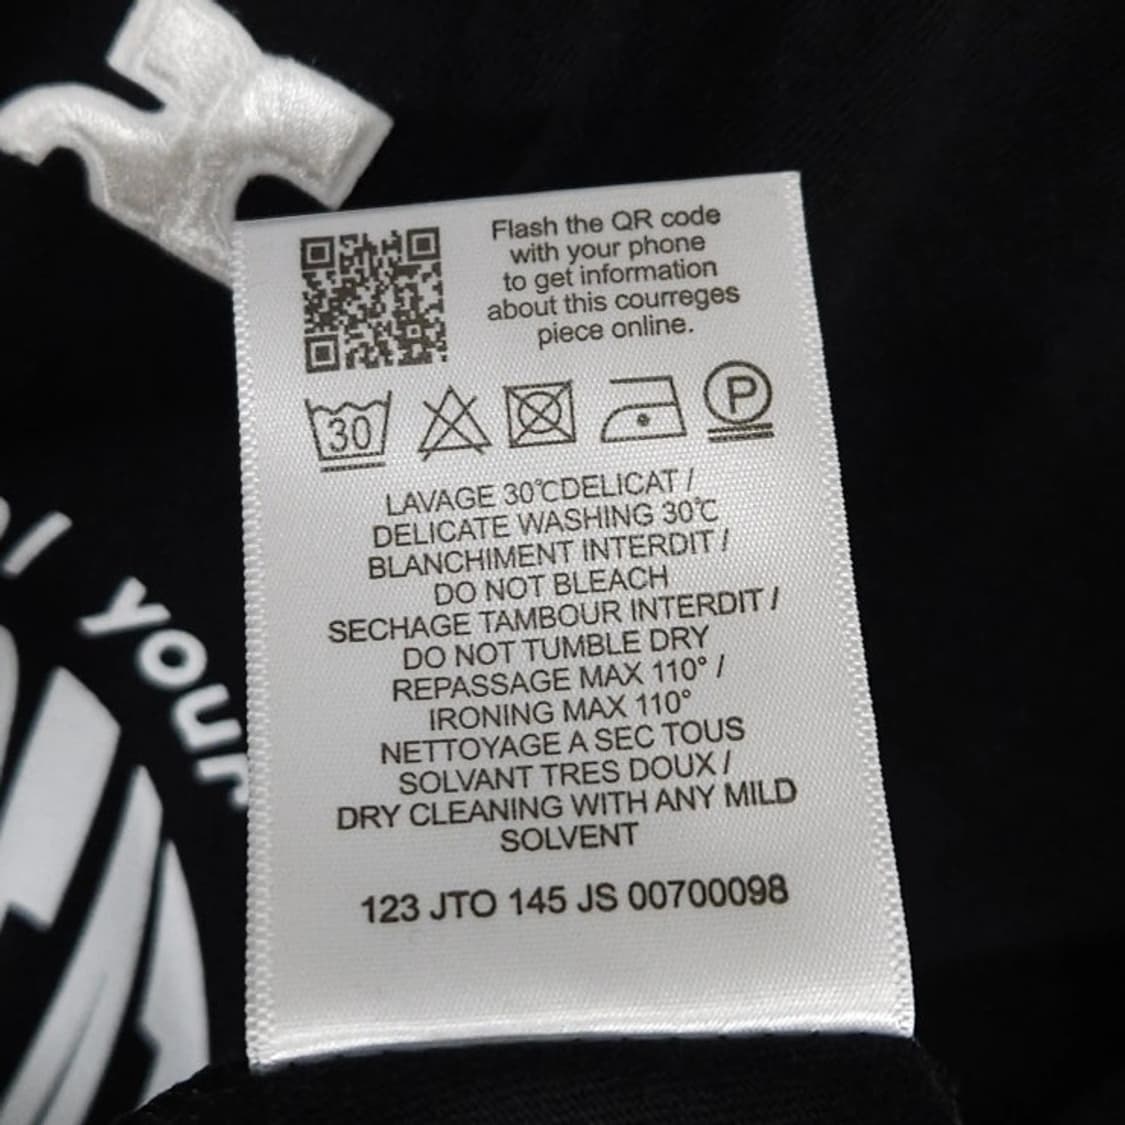 Flash the QR code
with your phone
to get information
about this courreges
piece online.
30
P
LAVAGE 30℃DELICAT /
DELICATE WASHING 30℃
BLANCHIMENT INTERDIT /
DO NOT BLEACH
SECHAGE TAMBOUR INTERDIT /
DO NOT TUMBLE DRY
REPASSAGE MAX 110° /
IRONING MAX 110°
NETTOYAGE A SEC TOUS
SOLVANT TRES DOUX /
DRY CLEANING WITH ANY MILD
SOLVENT
123 JTO 145 JS 00700098
your